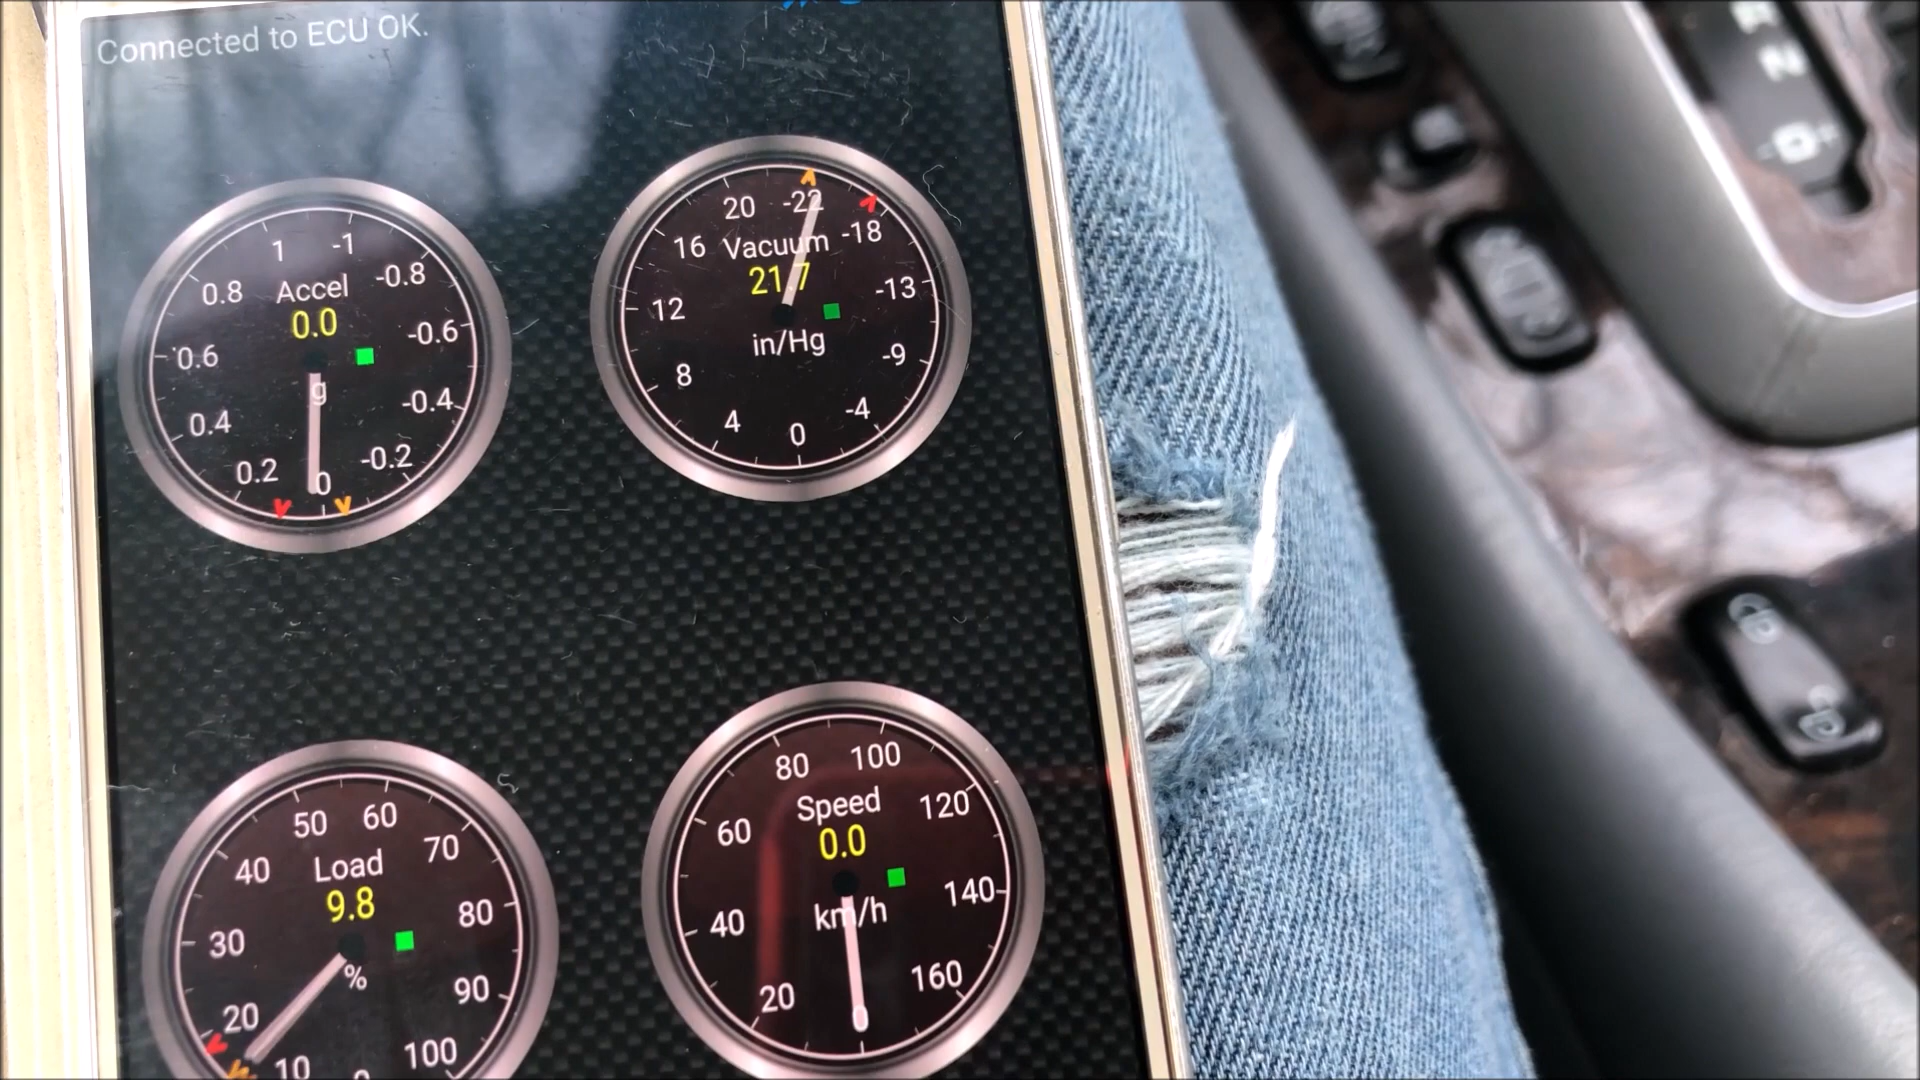 Connected to ECU OK.
1 -1
0.8 Accel -0.8
0.0
0.6 -0.6
g
0.4 -0.4
0.2 0 -0.2
20 -22
16 Vacuum -18
21.7
12 -13
in/Hg
8 -9
4 0 -4
50 60
40 Load 70
9.8
30 80
%
20 90
10 0 100
80 100
60 Speed 120
0.0
40 km/h 140
20 0 160
N
D